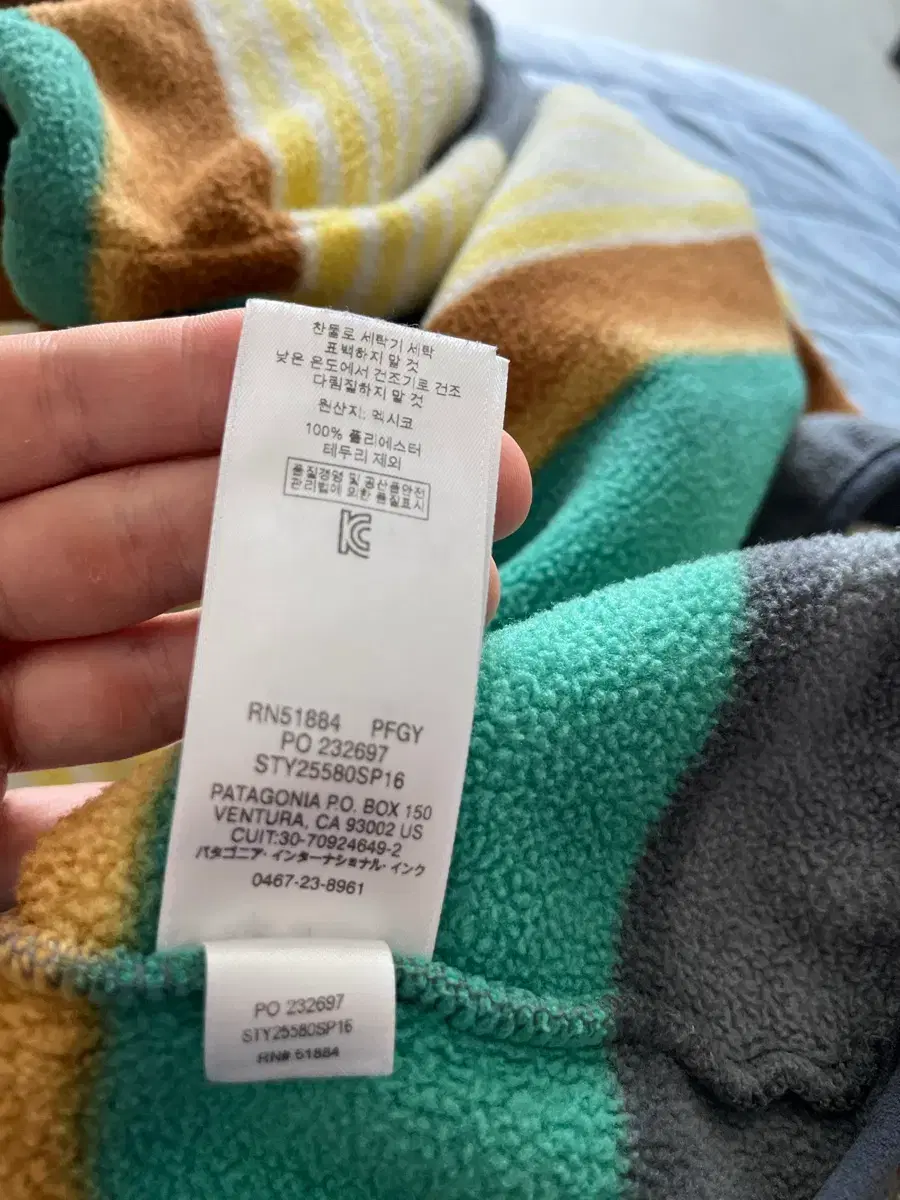 찬물로 세탁기 세탁
표백하지 말 것
낮은 온도에서 건조기로 건조
다림질하지 말 것
원산지: 멕시코
100% 폴리에스터
테두리 제외
품질경영 및 공산품안전
관리법에 의한 품질표시
RN51884 PFGY
PO 232697
STY25580SP16
PATAGONIA P.O. BOX 150
VENTURA, CA 93002 US
CUIT:30-70924649-2
パタゴニア・インターナショナル・インク
0467-23-8961
PO 232697
STY25580SP16
RN# 51884